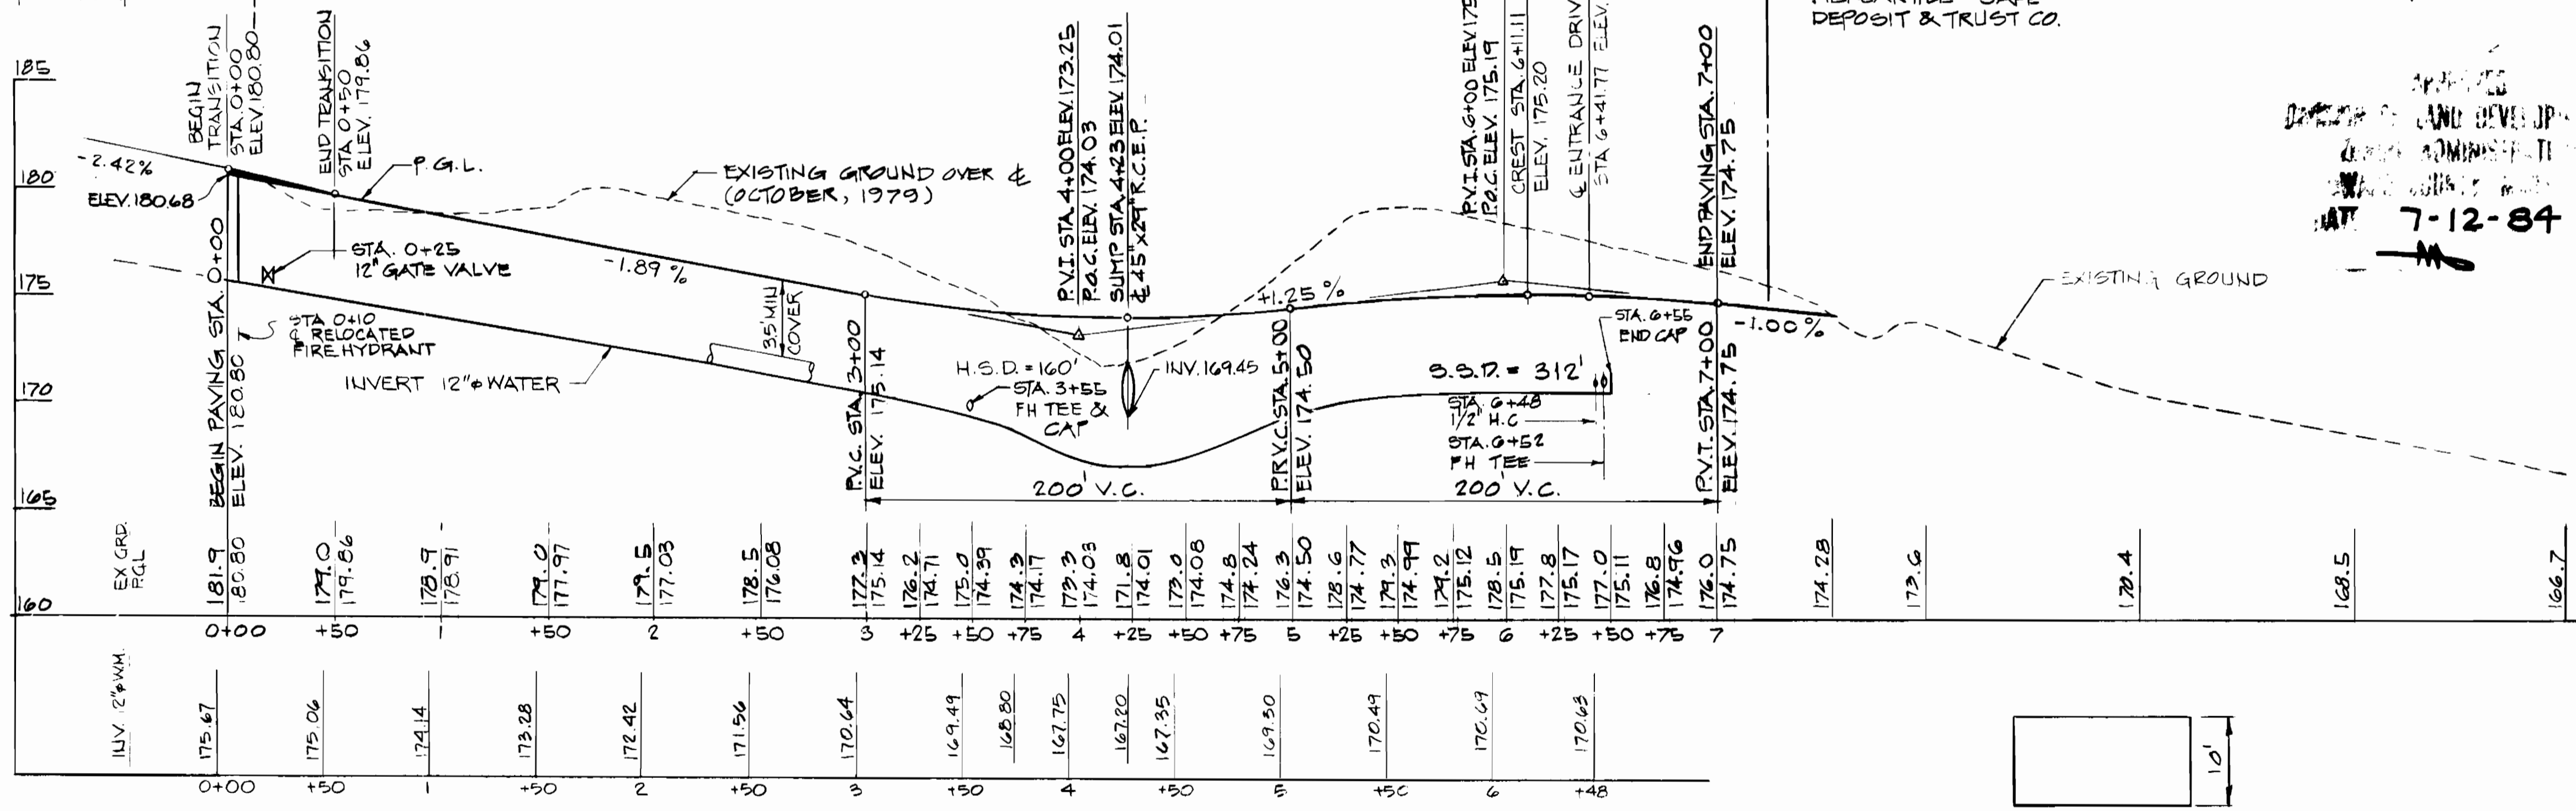 DEPOSIT & TRUST CO.
7-12-84
185
180
175
170
165
160
-2.42%
ELEV. 180.68
BEGIN
TRANSITION
STA. 0+00
ELEV. 180.80
END TRANSITION
STA 0+50
ELEV. 179.86
P.G.L.
EXISTING GROUND OVER ℄
(OCTOBER, 1979)
BEGIN PAVING STA. 0+00
ELEV. 180.80
STA. 0+25
12" GATE VALVE
STA 0+10
℄ RELOCATED
FIRE HYDRANT
-1.89 %
INVERT 12"ø WATER
3.5' MIN
COVER
P.V.C. STA. 3+00
ELEV. 175.14
P.V.I. STA. 4+00 ELEV. 173.25
P.O.C. ELEV. 174.03
SUMP STA. 4+23 ELEV. 174.01
℄ 45"x29" R.C.E.P.
H.S.D. = 160'
STA. 3+55
FH TEE &
CAP
INV. 169.45
200' V.C.
+1.25 %
P.R.V.C. STA. 5+00
ELEV. 174.50
P.V.I. STA. 6+00 ELEV. 175
P.O.C. ELEV. 175.19
CREST STA. 6+11.11
ELEV. 175.20
℄ ENTRANCE DRIV
STA 6+41.77 ELEV.
S.S.D. = 312'
STA. 6+48
1 1/2" H.C
STA. 6+52
FH TEE
STA. 6+55
END CAP
200' V.C.
END PAVING STA. 7+00
ELEV. 174.75
P.V.T. STA. 7+00
ELEV. 174.75
-1.00 %
EXISTING GROUND
EX GRD.
PGL
181.9 179.0 178.9 179.0 179.5 178.5 177.3 176.2 175.0 174.3 173.3 171.8 173.0 174.8 176.3 178.6 179.3 179.2 178.5 177.8 177.0 176.8 176.0 174.28 173.6 170.4 168.5 166.7
180.80 179.86 178.91 177.97 177.03 176.08 175.14 174.71 174.39 174.17 174.03 174.01 174.08 174.24 174.50 174.77 174.99 175.12 175.19 175.17 175.11 174.96 174.75
0+00 +50 1 +50 2 +50 3 +25 +50 +75 4 +25 +50 +75 5 +25 +50 +75 6 +25 +50 +75 7
INV. 12"ø WM.
175.67 175.06 174.14 173.28 172.42 171.56 170.64 169.49 168.80 167.75 167.20 167.35 169.30 170.49 170.69 170.63
0+00 +50 1 +50 2 +50 3 +50 4 +50 5 +50 6 +48
10'